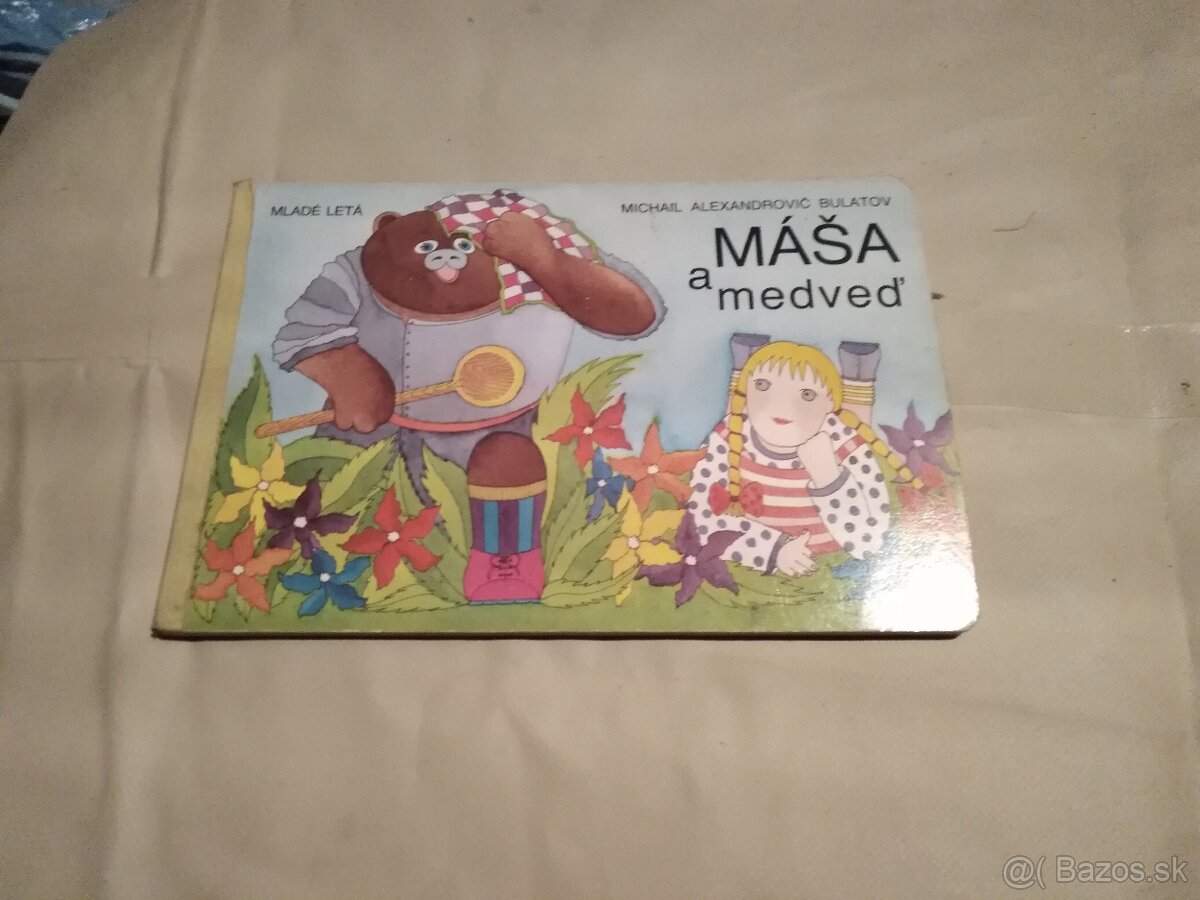 MLADÉ LETÁ
MICHAIL ALEXANDROVIČ BULATOV
MÁŠA
a medveď
@( Bazos.sk